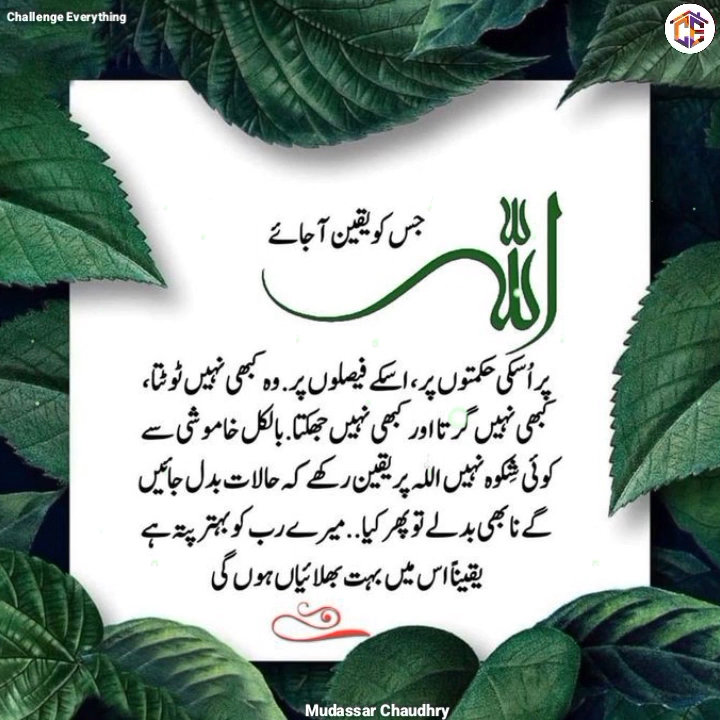 Challenge Everything
جس کو یقین آ جائے
اللہ
پر اُسکی حکمتوں پر، اسکے فیصلوں پر. وہ کبھی نہیں ٹوٹتا،
کبھی نہیں گرتا اور کبھی نہیں جھکتا. بالکل خاموشی سے
کوئی شِکوہ نہیں اللہ پر یقین رکھے کہ حالات بدل جائیں
گے نا بھی بدلے تو پھر کیا.. میرے رب کو بہتر پتہ ہے
یقیناً اس میں بہت بھلائیاں ہوں گی
Mudassar Chaudhry